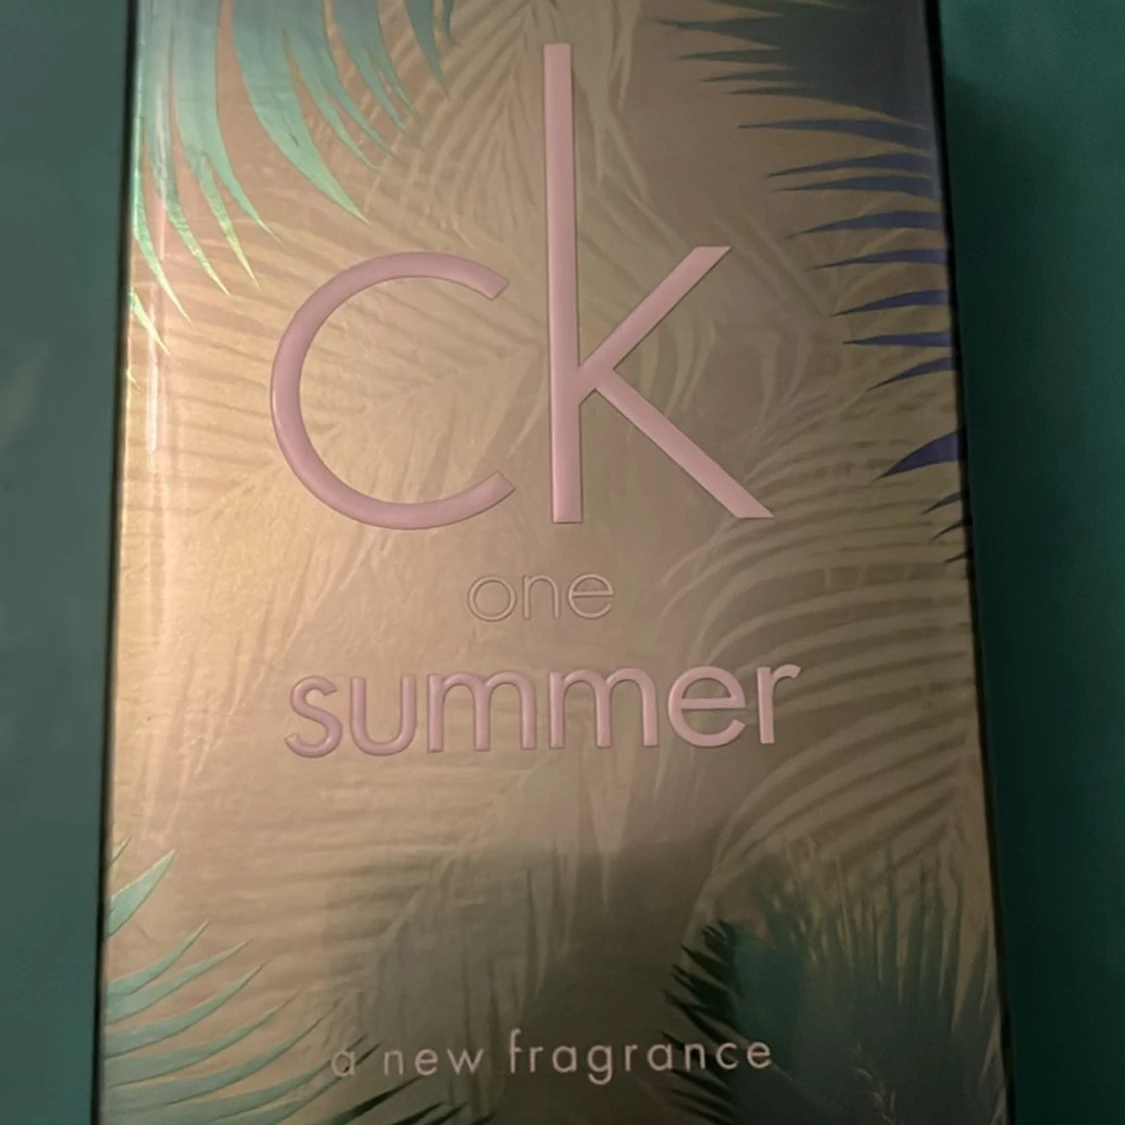 ck
one
summer
a new fragrance